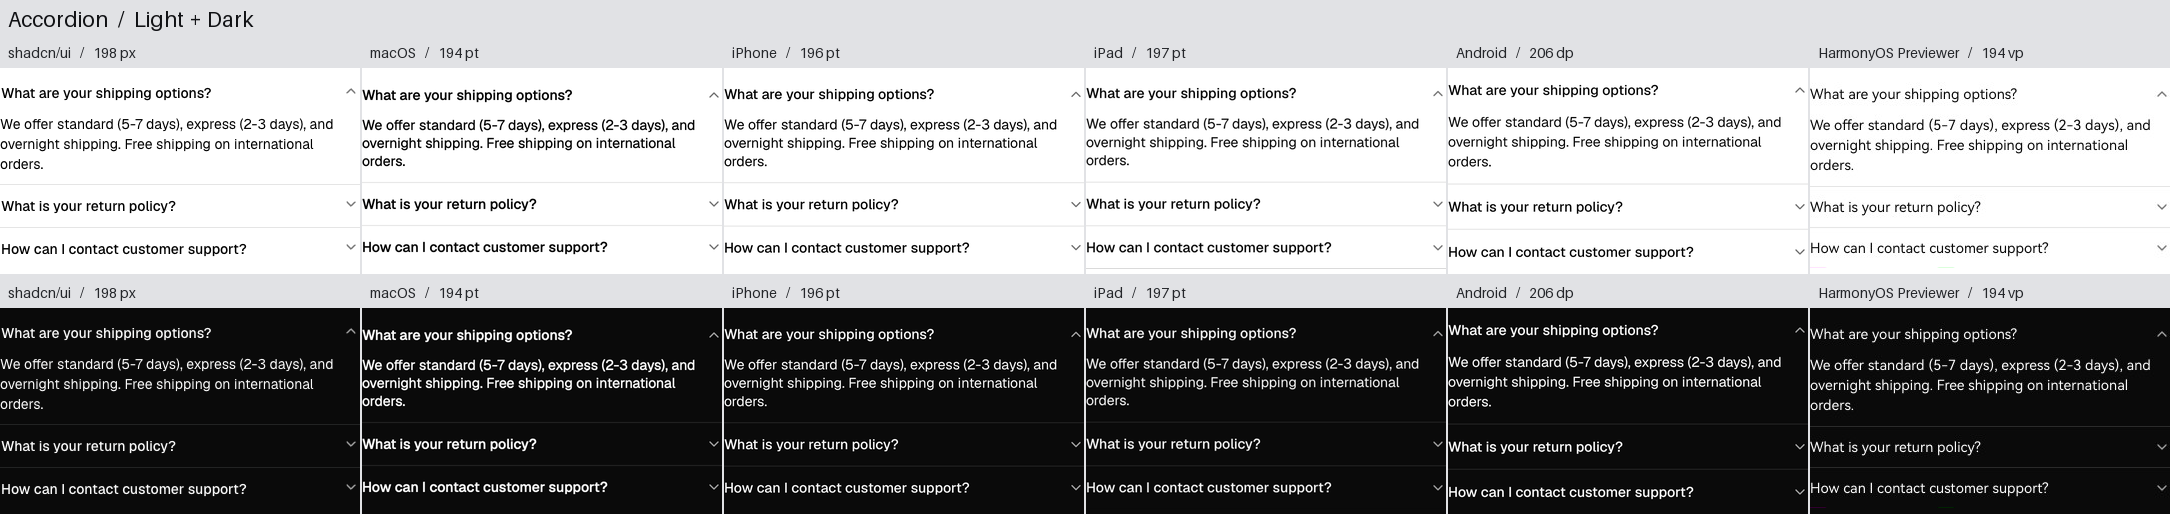 Accordion / Light + Dark
shadcn/ui / 198 px
macOS / 194 pt
iPhone / 196 pt
iPad / 197 pt
Android / 206 dp
HarmonyOS Previewer / 194 vp
What are your shipping options?
We offer standard (5-7 days), express (2-3 days), and
overnight shipping. Free shipping on international
orders.
What is your return policy?
How can I contact customer support?
What are your shipping options?
We offer standard (5-7 days), express (2-3 days), and
overnight shipping. Free shipping on international
orders.
What is your return policy?
How can I contact customer support?
What are your shipping options?
We offer standard (5-7 days), express (2-3 days), and
overnight shipping. Free shipping on international
orders.
What is your return policy?
How can I contact customer support?
What are your shipping options?
We offer standard (5-7 days), express (2-3 days), and
overnight shipping. Free shipping on international
orders.
What is your return policy?
How can I contact customer support?
What are your shipping options?
We offer standard (5-7 days), express (2-3 days), and
overnight shipping. Free shipping on international
orders.
What is your return policy?
How can I contact customer support?
What are your shipping options?
We offer standard (5-7 days), express (2-3 days), and
overnight shipping. Free shipping on international
orders.
What is your return policy?
How can I contact customer support?
shadcn/ui / 198 px
macOS / 194 pt
iPhone / 196 pt
iPad / 197 pt
Android / 206 dp
HarmonyOS Previewer / 194 vp
What are your shipping options?
We offer standard (5-7 days), express (2-3 days), and
overnight shipping. Free shipping on international
orders.
What is your return policy?
How can I contact customer support?
What are your shipping options?
We offer standard (5-7 days), express (2-3 days), and
overnight shipping. Free shipping on international
orders.
What is your return policy?
How can I contact customer support?
What are your shipping options?
We offer standard (5-7 days), express (2-3 days), and
overnight shipping. Free shipping on international
orders.
What is your return policy?
How can I contact customer support?
What are your shipping options?
We offer standard (5-7 days), express (2-3 days), and
overnight shipping. Free shipping on international
orders.
What is your return policy?
How can I contact customer support?
What are your shipping options?
We offer standard (5-7 days), express (2-3 days), and
overnight shipping. Free shipping on international
orders.
What is your return policy?
How can I contact customer support?
What are your shipping options?
We offer standard (5-7 days), express (2-3 days), and
overnight shipping. Free shipping on international
orders.
What is your return policy?
How can I contact customer support?